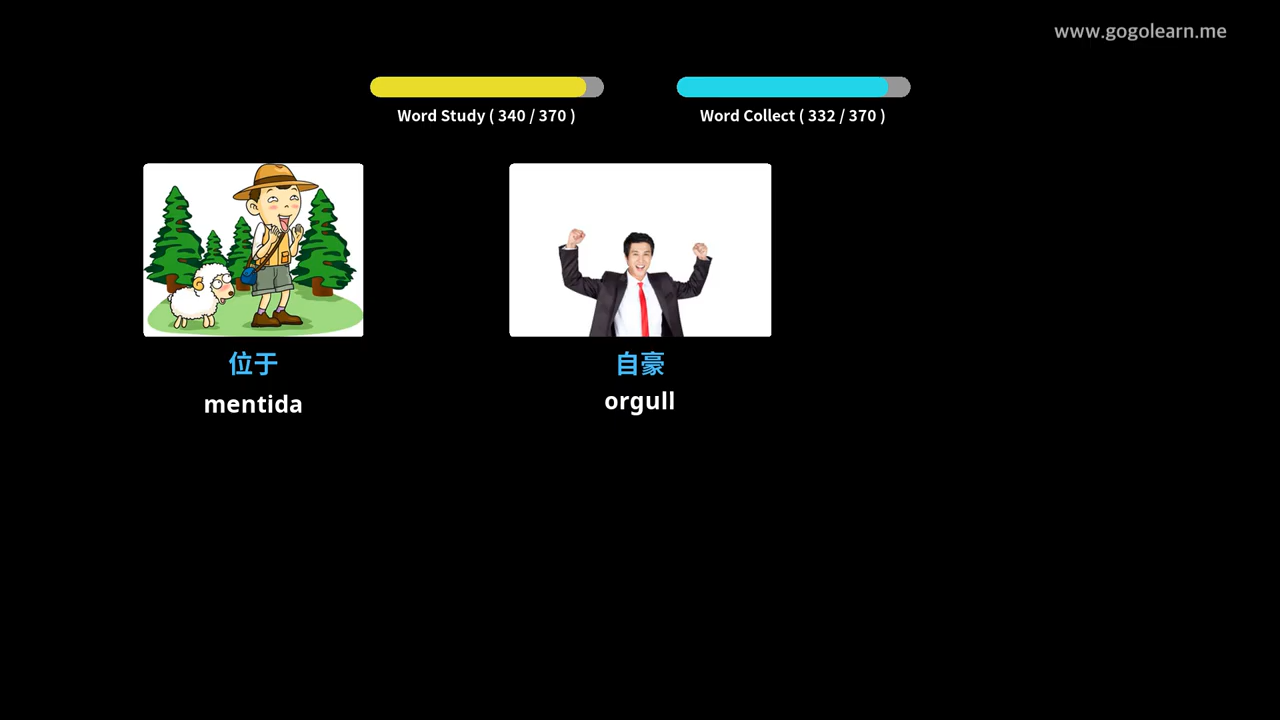 www.gogolearn.me
Word Study ( 340 / 370 )
Word Collect ( 332 / 370 )
位于
mentida
自豪
orgull